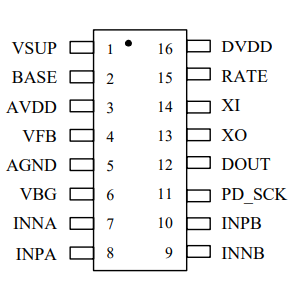 VSUP 1 16 DVDD
BASE 2 15 RATE
AVDD 3 14 XI
VFB 4 13 XO
AGND 5 12 DOUT
VBG 6 11 PD_SCK
INNA 7 10 INPB
INPA 8 9 INNB